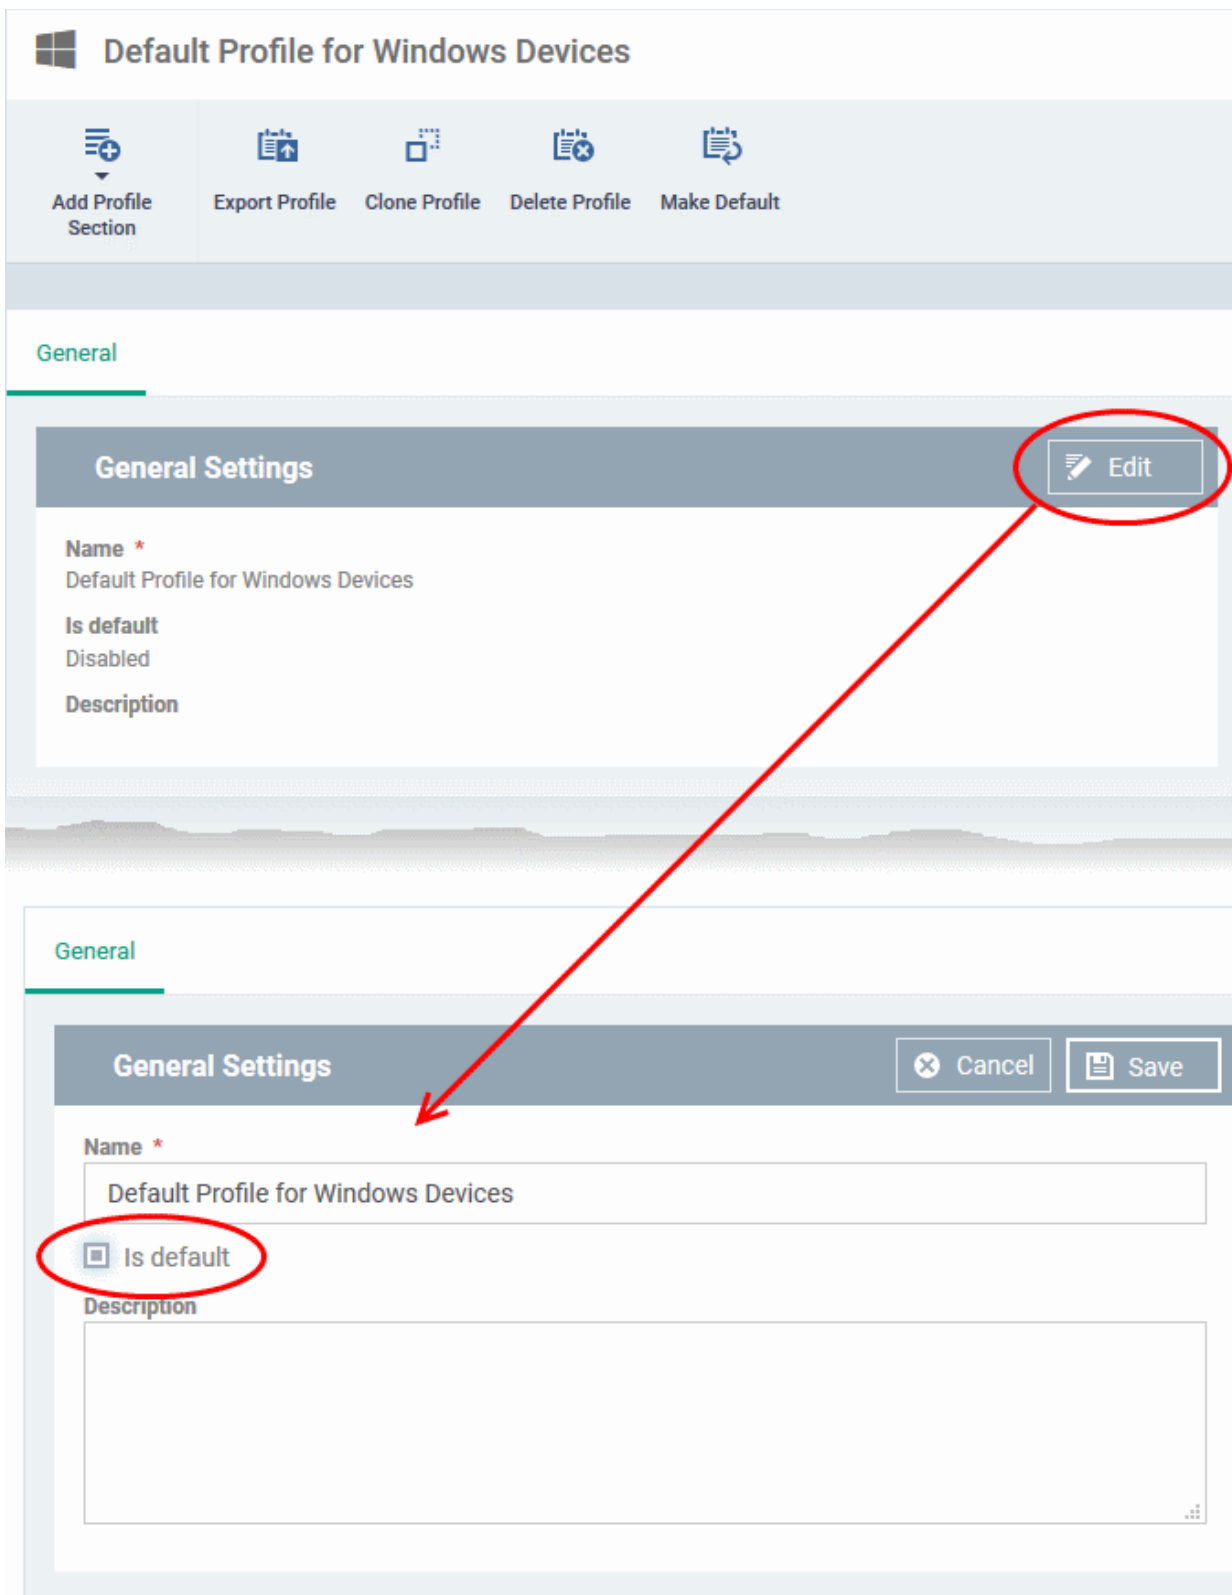 Default Profile for Windows Devices
Add Profile
Section
Export Profile
Clone Profile
Delete Profile
Make Default
General
General Settings
Edit
Name *
Default Profile for Windows Devices
Is default
Disabled
Description
General
General Settings
Cancel
Save
Name *
Default Profile for Windows Devices
Is default
Description